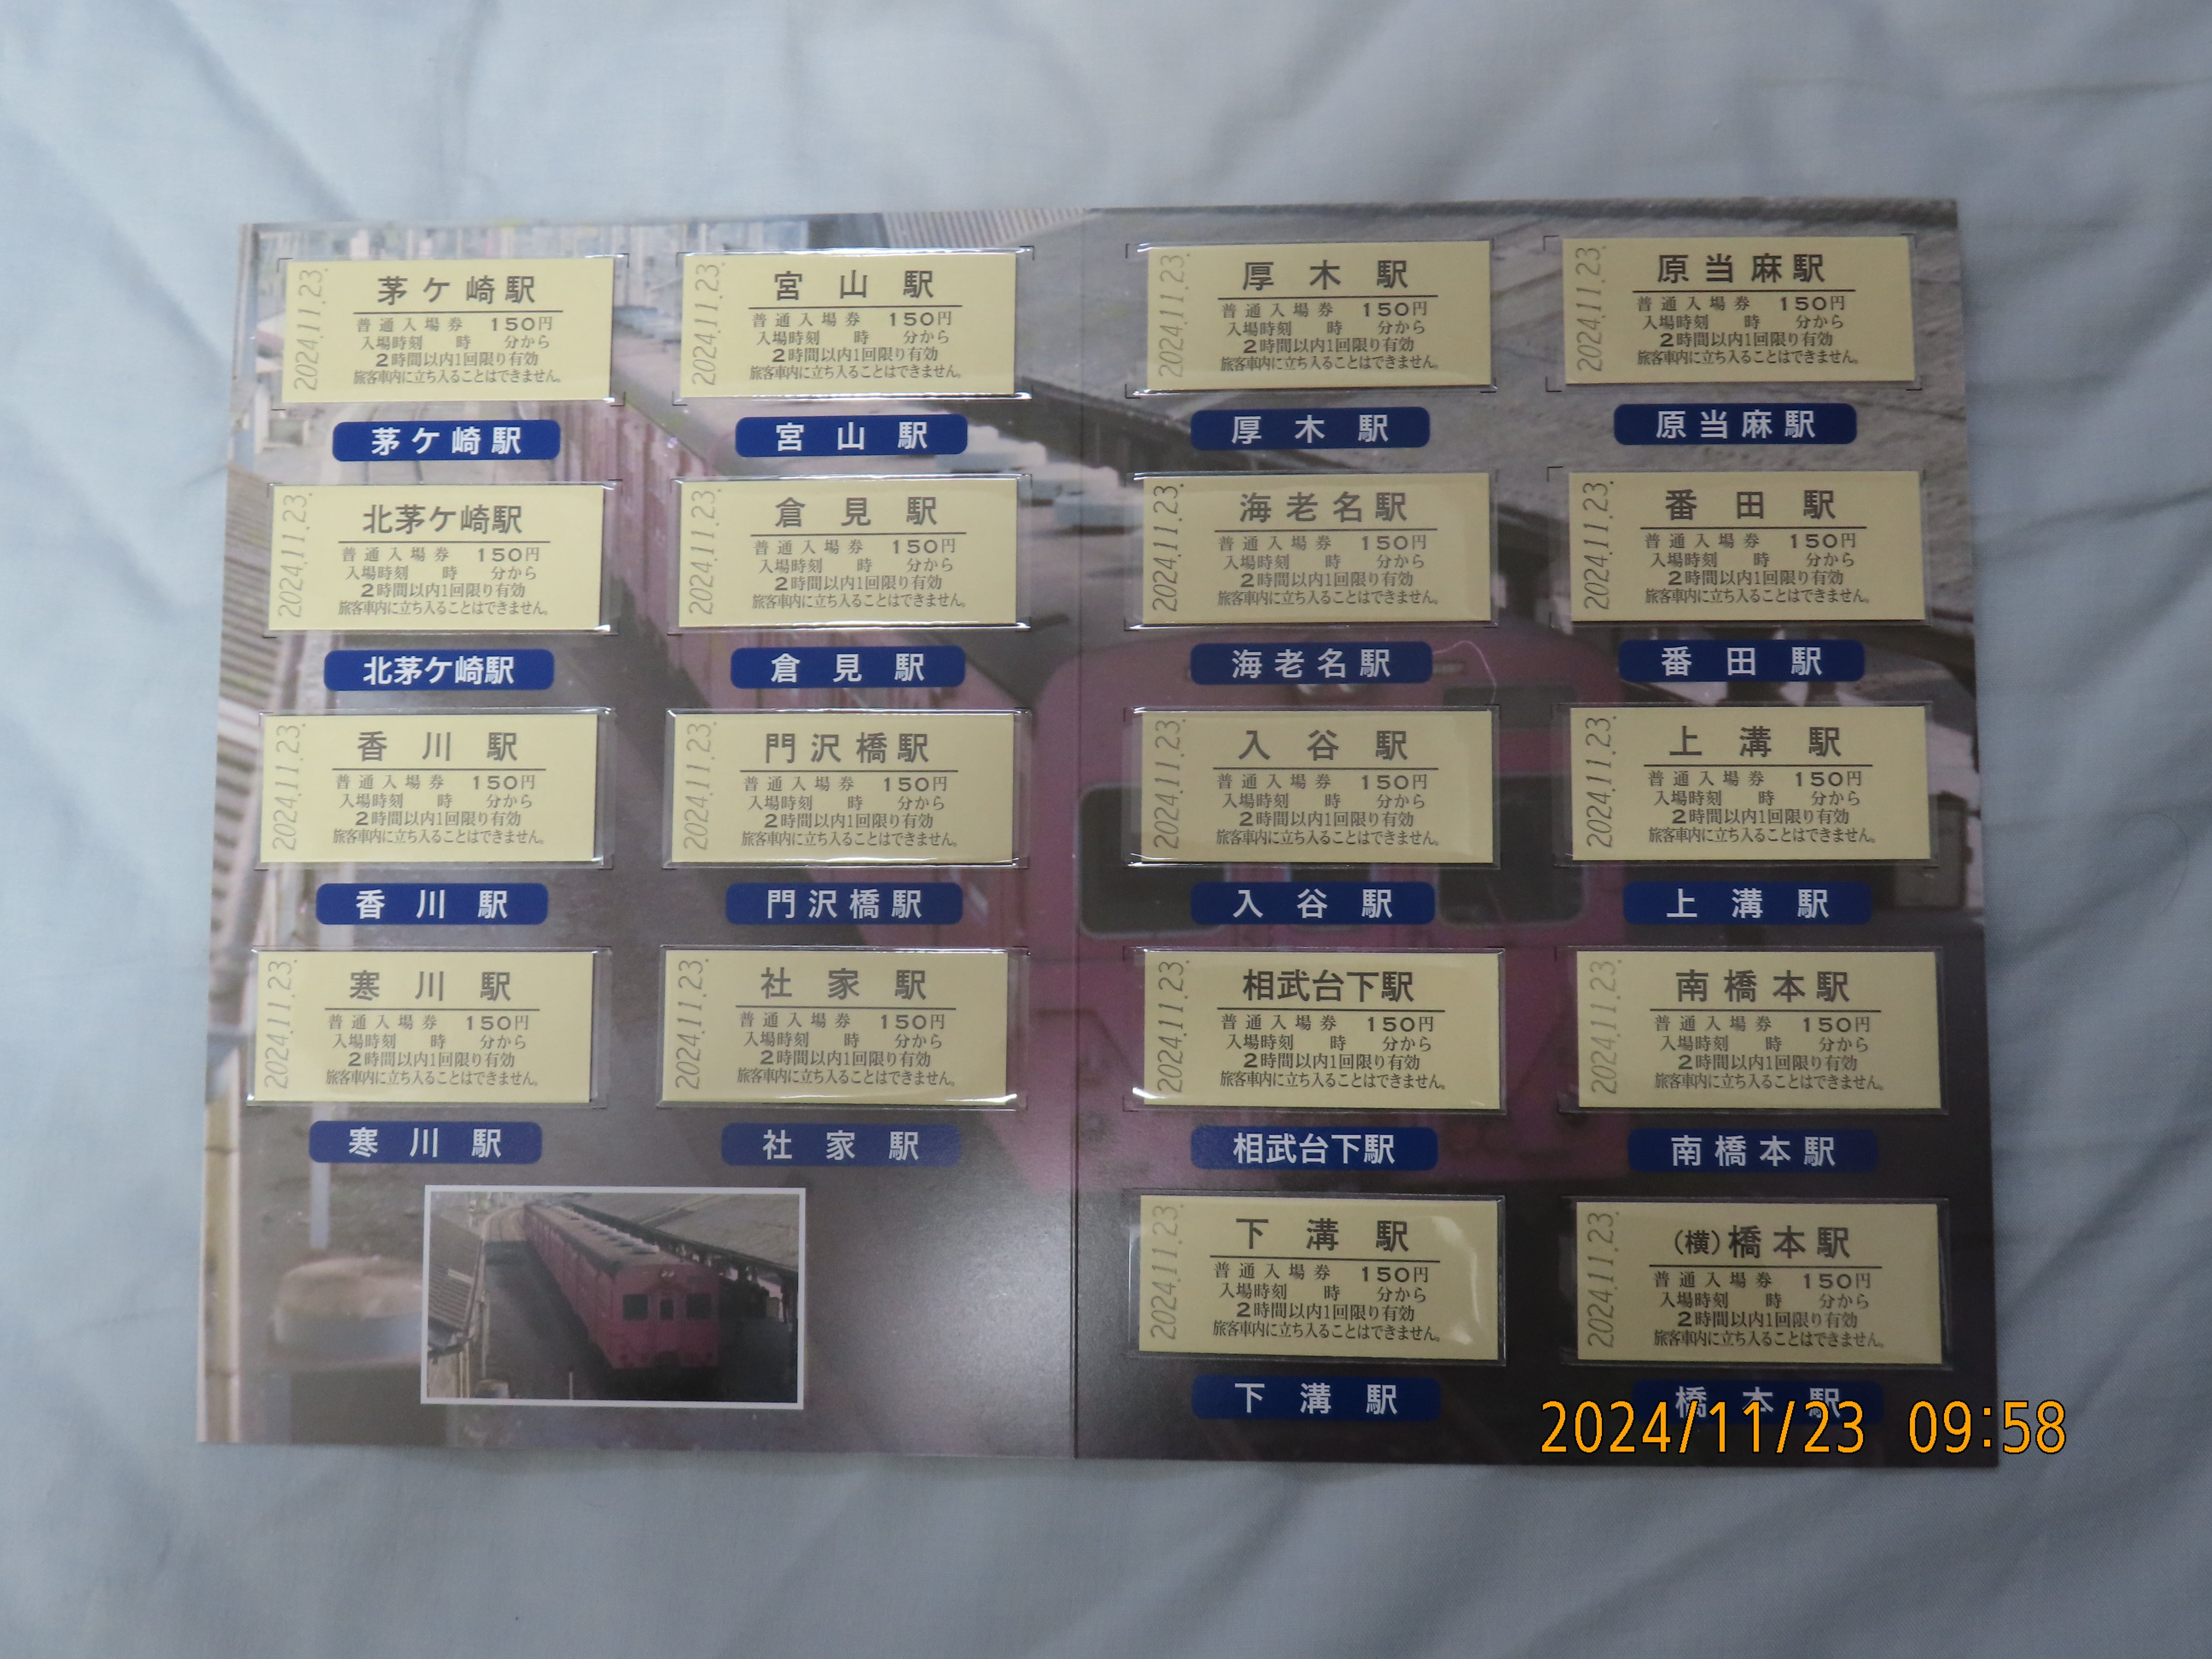 2024.11.23.
茅ケ崎駅
普通入場券 150円
入場時刻 時 分から
2時間以内1回限り有効
旅客車内に立ち入ることはできません。
茅ケ崎駅
2024.11.23.
北茅ケ崎駅
普通入場券 150円
入場時刻 時 分から
2時間以内1回限り有効
旅客車内に立ち入ることはできません。
北茅ケ崎駅
2024.11.23.
香川駅
普通入場券 150円
入場時刻 時 分から
2時間以内1回限り有効
旅客車内に立ち入ることはできません。
香川駅
2024.11.23.
寒川駅
普通入場券 150円
入場時刻 時 分から
2時間以内1回限り有効
旅客車内に立ち入ることはできません。
寒川駅
2024.11.23.
宮山駅
普通入場券 150円
入場時刻 時 分から
2時間以内1回限り有効
旅客車内に立ち入ることはできません。
宮山駅
2024.11.23.
倉見駅
普通入場券 150円
入場時刻 時 分から
2時間以内1回限り有効
旅客車内に立ち入ることはできません。
倉見駅
2024.11.23.
門沢橋駅
普通入場券 150円
入場時刻 時 分から
2時間以内1回限り有効
旅客車内に立ち入ることはできません。
門沢橋駅
2024.11.23.
社家駅
普通入場券 150円
入場時刻 時 分から
2時間以内1回限り有効
旅客車内に立ち入ることはできません。
社家駅
2024.11.23.
厚木駅
普通入場券 150円
入場時刻 時 分から
2時間以内1回限り有効
旅客車内に立ち入ることはできません。
厚木駅
2024.11.23.
海老名駅
普通入場券 150円
入場時刻 時 分から
2時間以内1回限り有効
旅客車内に立ち入ることはできません。
海老名駅
2024.11.23.
入谷駅
普通入場券 150円
入場時刻 時 分から
2時間以内1回限り有効
旅客車内に立ち入ることはできません。
入谷駅
2024.11.23.
相武台下駅
普通入場券 150円
入場時刻 時 分から
2時間以内1回限り有効
旅客車内に立ち入ることはできません。
相武台下駅
2024.11.23.
下溝駅
普通入場券 150円
入場時刻 時 分から
2時間以内1回限り有効
旅客車内に立ち入ることはできません。
下溝駅
2024.11.23.
原当麻駅
普通入場券 150円
入場時刻 時 分から
2時間以内1回限り有効
旅客車内に立ち入ることはできません。
原当麻駅
2024.11.23.
番田駅
普通入場券 150円
入場時刻 時 分から
2時間以内1回限り有効
旅客車内に立ち入ることはできません。
番田駅
2024.11.23.
上溝駅
普通入場券 150円
入場時刻 時 分から
2時間以内1回限り有効
旅客車内に立ち入ることはできません。
上溝駅
2024.11.23.
南橋本駅
普通入場券 150円
入場時刻 時 分から
2時間以内1回限り有効
旅客車内に立ち入ることはできません。
南橋本駅
2024.11.23.
(横)橋本駅
普通入場券 150円
入場時刻 時 分から
2時間以内1回限り有効
旅客車内に立ち入ることはできません。
橋本駅
2024/11/23 09:58